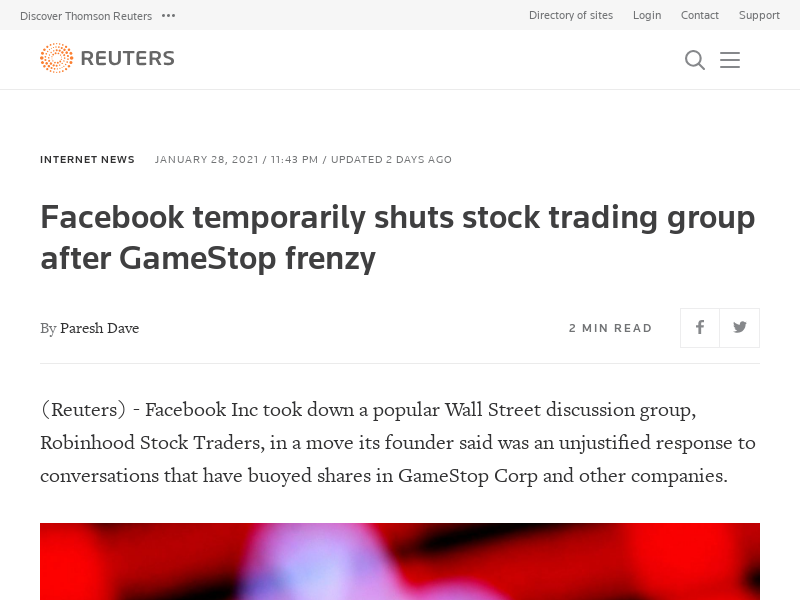 Discover Thomson Reuters
Directory of sites Login Contact Support
REUTERS
INTERNET NEWS JANUARY 28, 2021 / 11:43 PM / UPDATED 2 DAYS AGO
Facebook temporarily shuts stock trading group
after GameStop frenzy
By Paresh Dave
2 MIN READ
(Reuters) - Facebook Inc took down a popular Wall Street discussion group,
Robinhood Stock Traders, in a move its founder said was an unjustified response to
conversations that have buoyed shares in GameStop Corp and other companies.